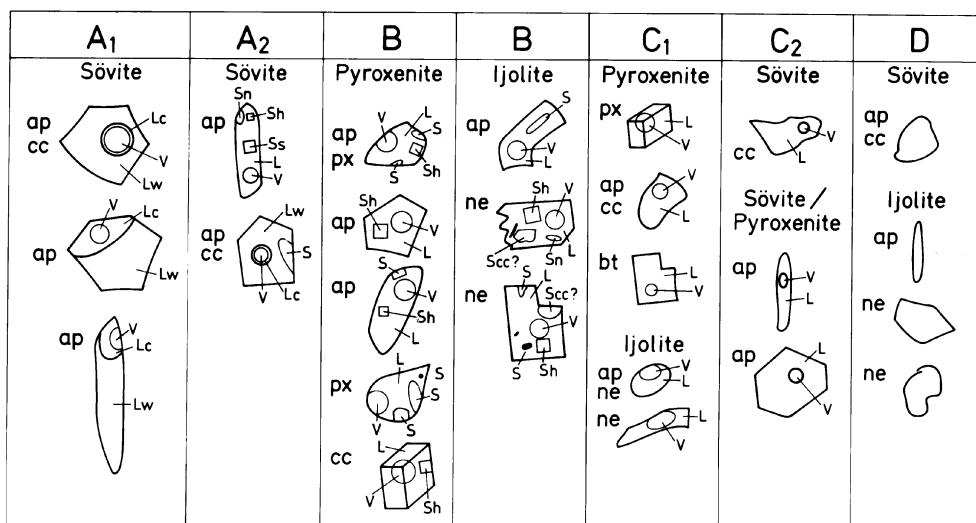 A₁
Sövite
ap
cc
Lc
V
Lw
V
Lc
ap
Lw
ap
V
Lc
Lw
A₂
Sövite
Sn
ap
Sh
Ss
L
V
Lw
ap
cc
S
V
Lc
B
Pyroxenite
V
L
ap
S
px
S
Sh
Sh
ap
V
L
S
ap
V
Sh
L
L
px
S
S
V
S
L
cc
V
Sh
B
Ijolite
S
ap
V
L
Sh
V
ne
Scc?
Sn
L
S
L
Scc?
ne
V
S
Sh
C₁
Pyroxenite
px
L
V
ap
cc
V
L
bt
L
V
Ijolite
ap
ne
V
L
ne
L
V
C₂
Sövite
cc
V
L
Sövite/
Pyroxenite
ap
V
L
ap
L
V
D
Sövite
ap
cc
Ijolite
ap
ne
ne